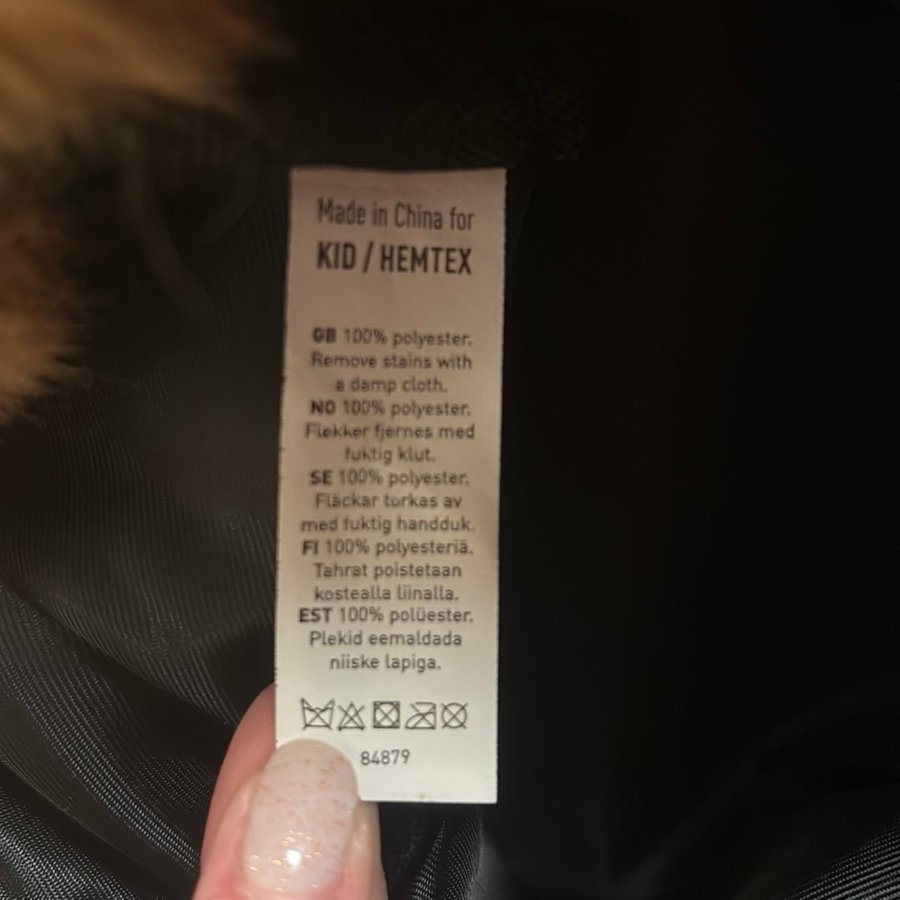 Made in China for
KID / HEMTEX
GB 100% polyester.
Remove stains with
a damp cloth.
NO 100% polyester.
Flekker fjernes med
fuktig klut.
SE 100% polyester.
Fläckar torkas av
med fuktig handduk.
FI 100% polyesteriä.
Tahrat poistetaan
kostealla liinalla.
EST 100% polüester.
Plekid eemaldada
niiske lapiga.
84879